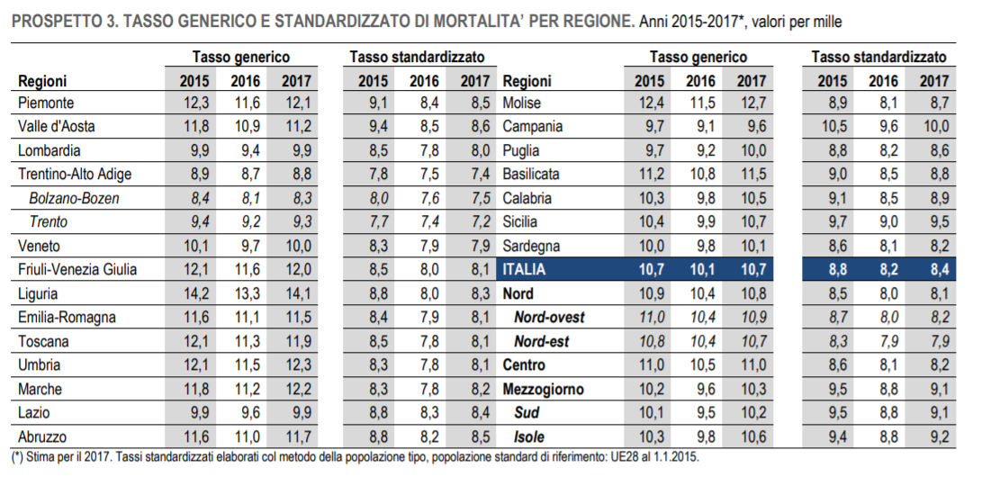 PROSPETTO 3. TASSO GENERICO E STANDARDIZZATO DI MORTALITA’ PER REGIONE. Anni 2015-2017*, valori per mille
Tasso generico Tasso standardizzato Tasso generico Tasso standardizzato
Regioni 2015 2016 2017 2015 2016 2017 Regioni 2015 2016 2017 2015 2016 2017
Piemonte 12,3 11,6 12,1 9,1 8,4 8,5 Molise 12,4 11,5 12,7 8,9 8,1 8,7
Valle d'Aosta 11,8 10,9 11,2 9,4 8,5 8,6 Campania 9,7 9,1 9,6 10,5 9,6 10,0
Lombardia 9,9 9,4 9,9 8,5 7,8 8,0 Puglia 9,7 9,2 10,0 8,8 8,2 8,6
Trentino-Alto Adige 8,9 8,7 8,8 7,8 7,5 7,4 Basilicata 11,2 10,8 11,5 9,0 8,5 8,8
Bolzano-Bozen 8,4 8,1 8,3 8,0 7,6 7,5 Calabria 10,3 9,8 10,5 9,1 8,5 8,9
Trento 9,4 9,2 9,3 7,7 7,4 7,2 Sicilia 10,4 9,9 10,7 9,7 9,0 9,5
Veneto 10,1 9,7 10,0 8,3 7,9 7,9 Sardegna 10,0 9,8 10,1 8,6 8,1 8,2
Friuli-Venezia Giulia 12,1 11,6 12,0 8,5 8,0 8,1 ITALIA 10,7 10,1 10,7 8,8 8,2 8,4
Liguria 14,2 13,3 14,1 8,8 8,0 8,3 Nord 10,9 10,4 10,8 8,5 8,0 8,1
Emilia-Romagna 11,6 11,1 11,5 8,4 7,9 8,1 Nord-ovest 11,0 10,4 10,9 8,7 8,0 8,2
Toscana 12,1 11,3 11,9 8,5 7,8 8,1 Nord-est 10,8 10,4 10,7 8,3 7,9 7,9
Umbria 12,1 11,5 12,3 8,3 7,8 8,1 Centro 11,0 10,5 11,0 8,6 8,1 8,2
Marche 11,8 11,2 12,2 8,3 7,8 8,2 Mezzogiorno 10,2 9,6 10,3 9,5 8,8 9,1
Lazio 9,9 9,6 9,9 8,8 8,3 8,4 Sud 10,1 9,5 10,2 9,5 8,8 9,1
Abruzzo 11,6 11,0 11,7 8,8 8,2 8,5 Isole 10,3 9,8 10,6 9,4 8,8 9,2
(*) Stima per il 2017. Tassi standardizzati elaborati col metodo della popolazione tipo, popolazione standard di riferimento: UE28 al 1.1.2015.